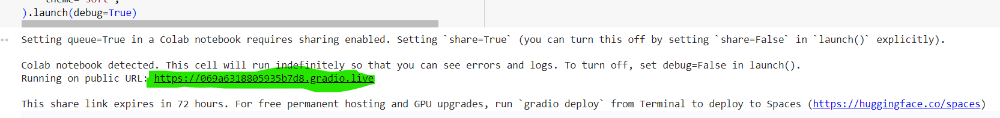 theme="soft",
).launch(debug=True)
Setting queue=True in a Colab notebook requires sharing enabled. Setting `share=True` (you can turn this off by setting `share=False` in `launch()` explicitly).
Colab notebook detected. This cell will run indefinitely so that you can see errors and logs. To turn off, set debug=False in launch().
Running on public URL: https://069a6318805935b7d8.gradio.live
This share link expires in 72 hours. For free permanent hosting and GPU upgrades, run `gradio deploy` from Terminal to deploy to Spaces (https://huggingface.co/spaces)